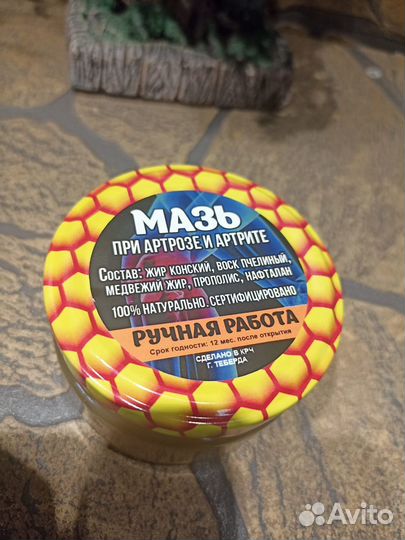 МАЗЬ
ПРИ АРТРОЗЕ И АРТРИТЕ
СОСТАВ: ЖИР КОНСКИЙ, ВОСК ПЧЕЛИНЫЙ,
МЕДВЕЖИЙ ЖИР, ПРОПОЛИС, НАФТАЛАН
100% НАТУРАЛЬНО. СЕРТИФИЦИРОВАНО
РУЧНАЯ РАБОТА
Срок годности: 12 мес. после открытия
СДЕЛАНО В КРЧ
Г. ТЕБЕРДА
Avito